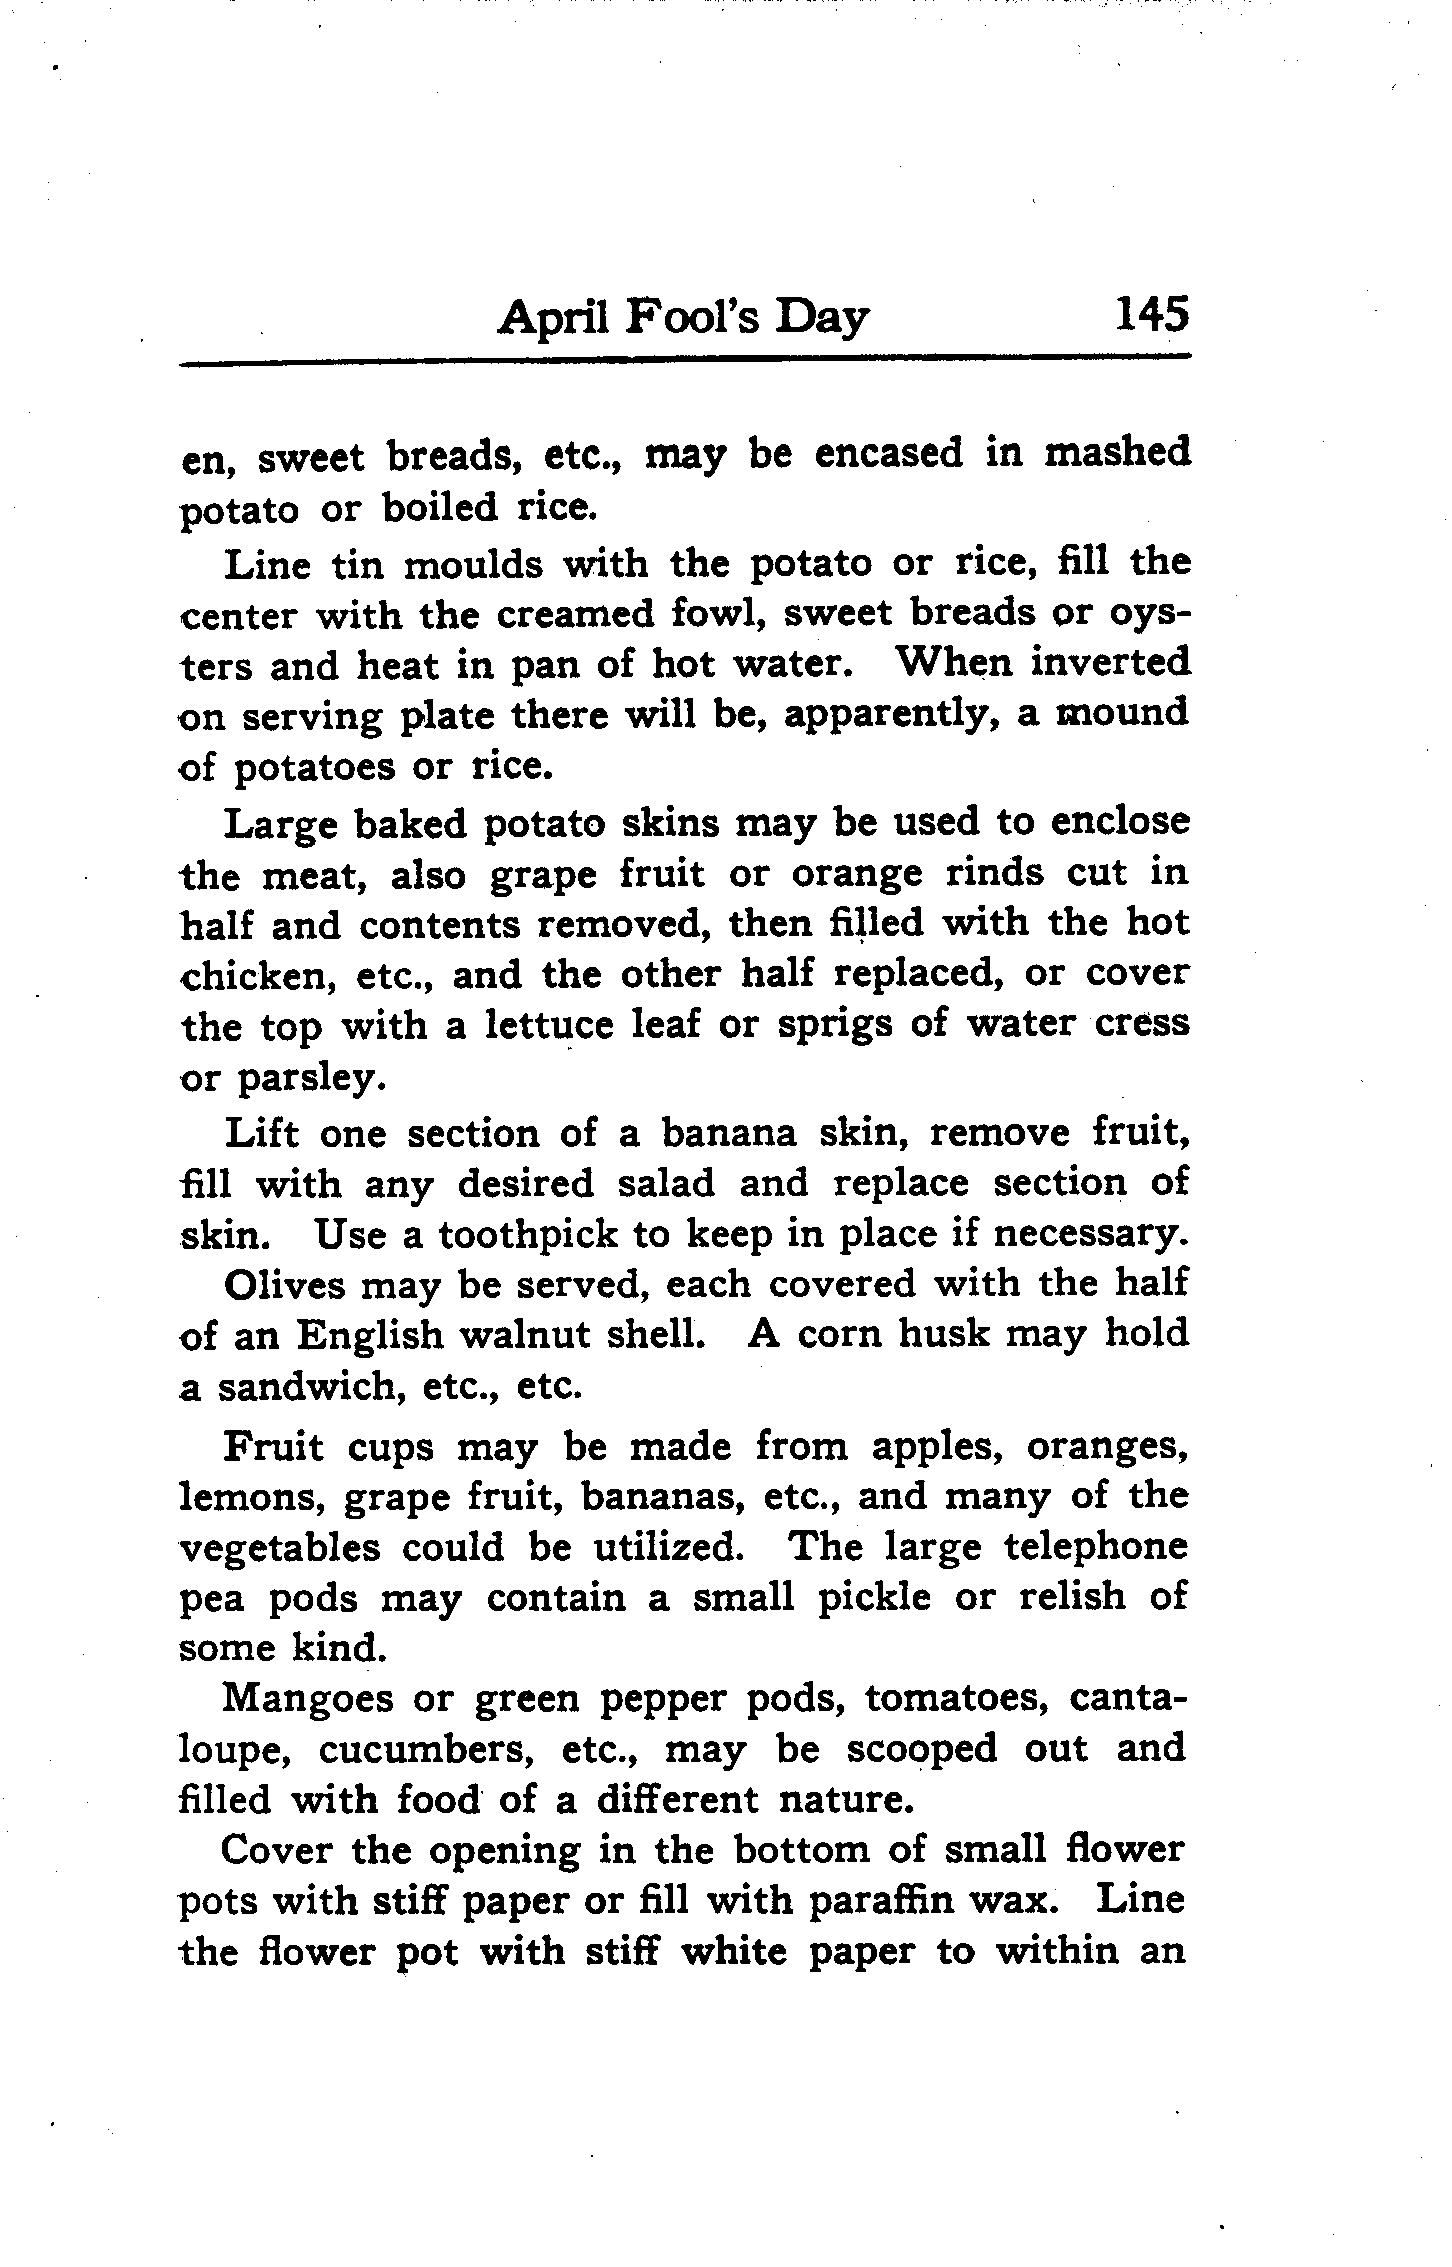 April Fool's Day 145
en, sweet breads, etc., may be encased in mashed
potato or boiled rice.
Line tin moulds with the potato or rice, fill the
center with the creamed fowl, sweet breads or oys-
ters and heat in pan of hot water. When inverted
on serving plate there will be, apparently, a mound
of potatoes or rice.
Large baked potato skins may be used to enclose
the meat, also grape fruit or orange rinds cut in
half and contents removed, then filled with the hot
chicken, etc., and the other half replaced, or cover
the top with a lettuce leaf or sprigs of water cress
or parsley.
Lift one section of a banana skin, remove fruit,
fill with any desired salad and replace section of
skin. Use a toothpick to keep in place if necessary.
Olives may be served, each covered with the half
of an English walnut shell. A corn husk may hold
a sandwich, etc., etc.
Fruit cups may be made from apples, oranges,
lemons, grape fruit, bananas, etc., and many of the
vegetables could be utilized. The large telephone
pea pods may contain a small pickle or relish of
some kind.
Mangoes or green pepper pods, tomatoes, canta-
loupe, cucumbers, etc., may be scooped out and
filled with food of a different nature.
Cover the opening in the bottom of small flower
pots with stiff paper or fill with paraffin wax. Line
the flower pot with stiff white paper to within an